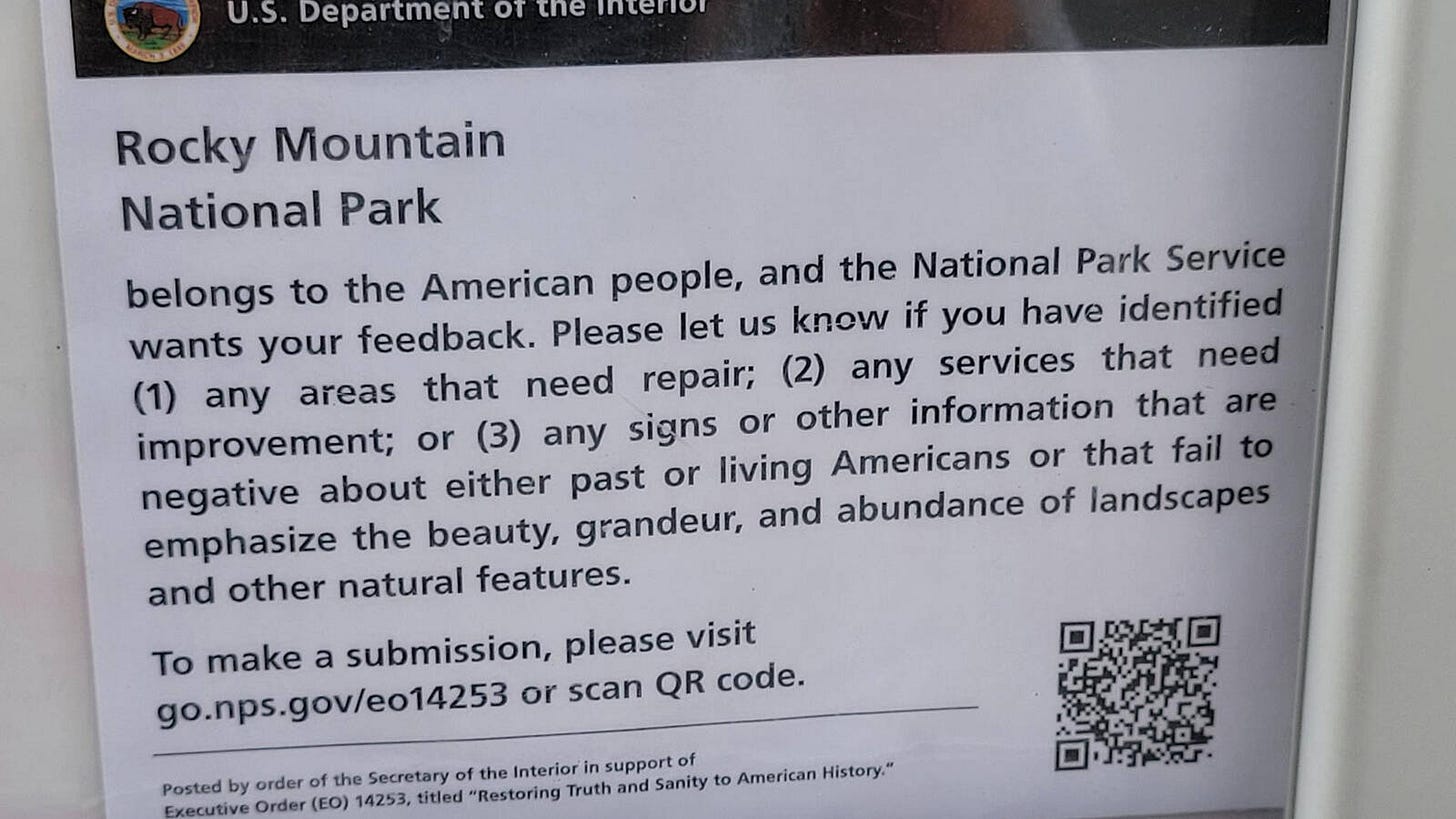 U.S. Department of the Interior
MARCH 3, 1849
Rocky Mountain
National Park
belongs to the American people, and the National Park Service
wants your feedback. Please let us know if you have identified
(1) any areas that need repair; (2) any services that need
improvement; or (3) any signs or other information that are
negative about either past or living Americans or that fail to
emphasize the beauty, grandeur, and abundance of landscapes
and other natural features.
To make a submission, please visit
go.nps.gov/eo14253 or scan QR code.
Posted by order of the Secretary of the Interior in support of
Executive Order (EO) 14253, titled “Restoring Truth and Sanity to American History.”